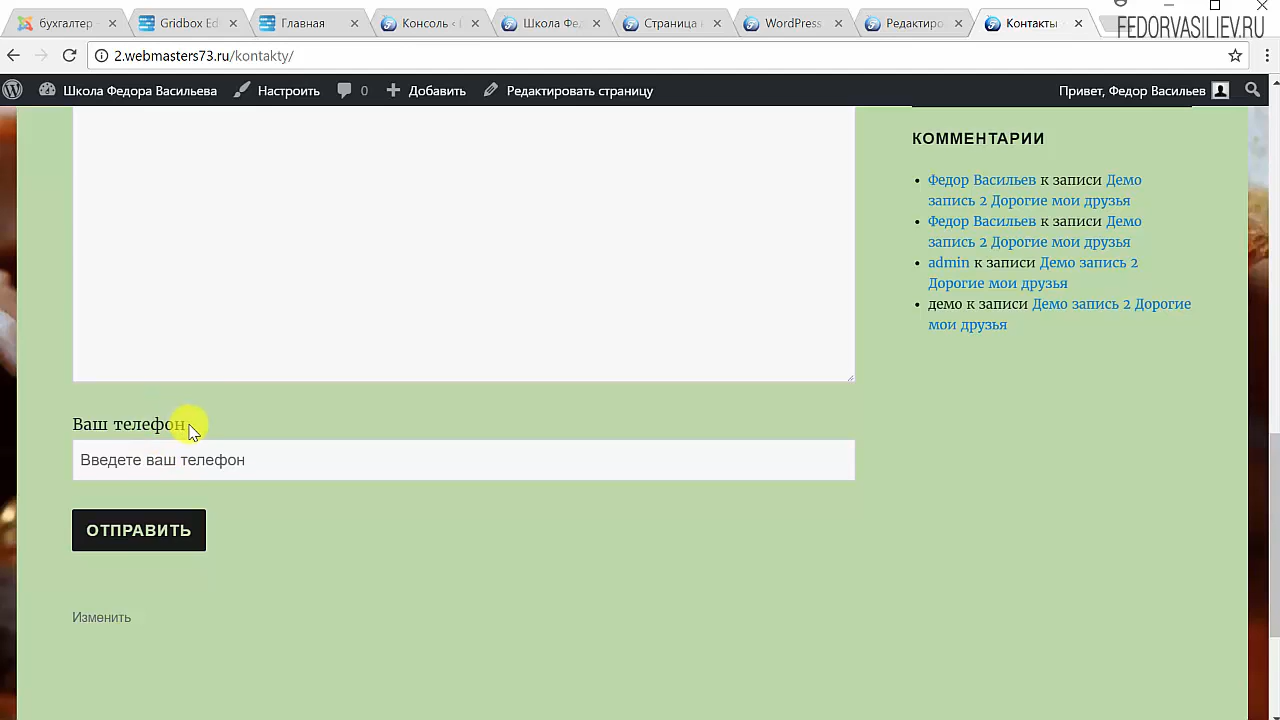 бухгалтер
Gridbox Ed
Главная
Консоль ‹
Школа Ф
Страница
WordPress
Редактиро
Контакты
FEDORVASILIEV.RU
2.webmasters73.ru/kontakty/
Школа Федора Васильева
Настроить
0
Добавить
Редактировать страницу
Привет, Федор Васильев
КОММЕНТАРИИ
Федор Васильев к записи Демо
запись 2 Дорогие мои друзья
Федор Васильев к записи Демо
запись 2 Дорогие мои друзья
admin к записи Демо запись 2
Дорогие мои друзья
демо к записи Демо запись 2 Дорогие
мои друзья
Ваш телефон
Введете ваш телефон
ОТПРАВИТЬ
Изменить